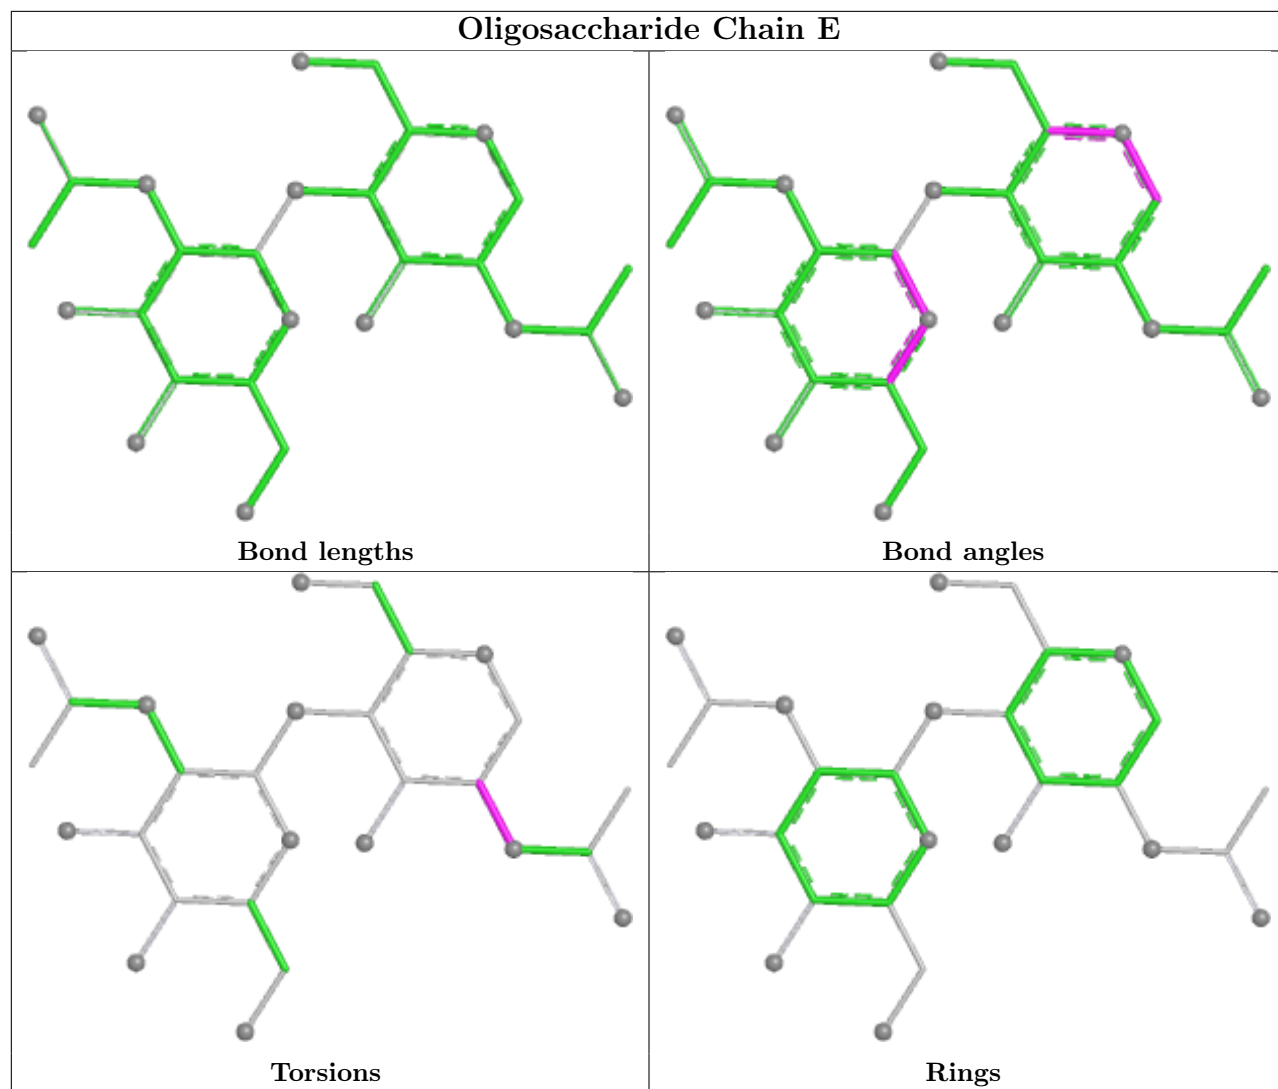 Oligosaccharide Chain E
Bond lengths
Bond angles
Torsions
Rings